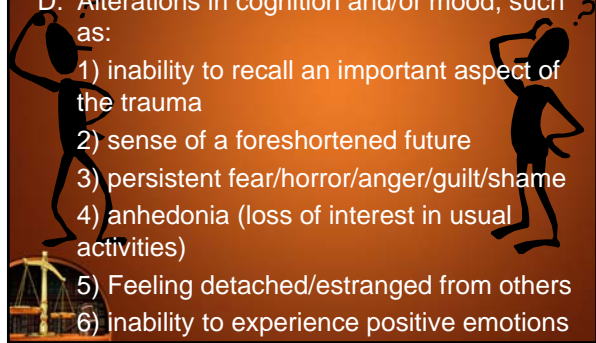 D. Alterations in cognition and/or mood, such
as:
1) inability to recall an important aspect of
the trauma
2) sense of a foreshortened future
3) persistent fear/horror/anger/guilt/shame
4) anhedonia (loss of interest in usual
activities)
5) Feeling detached/estranged from others
6) inability to experience positive emotions